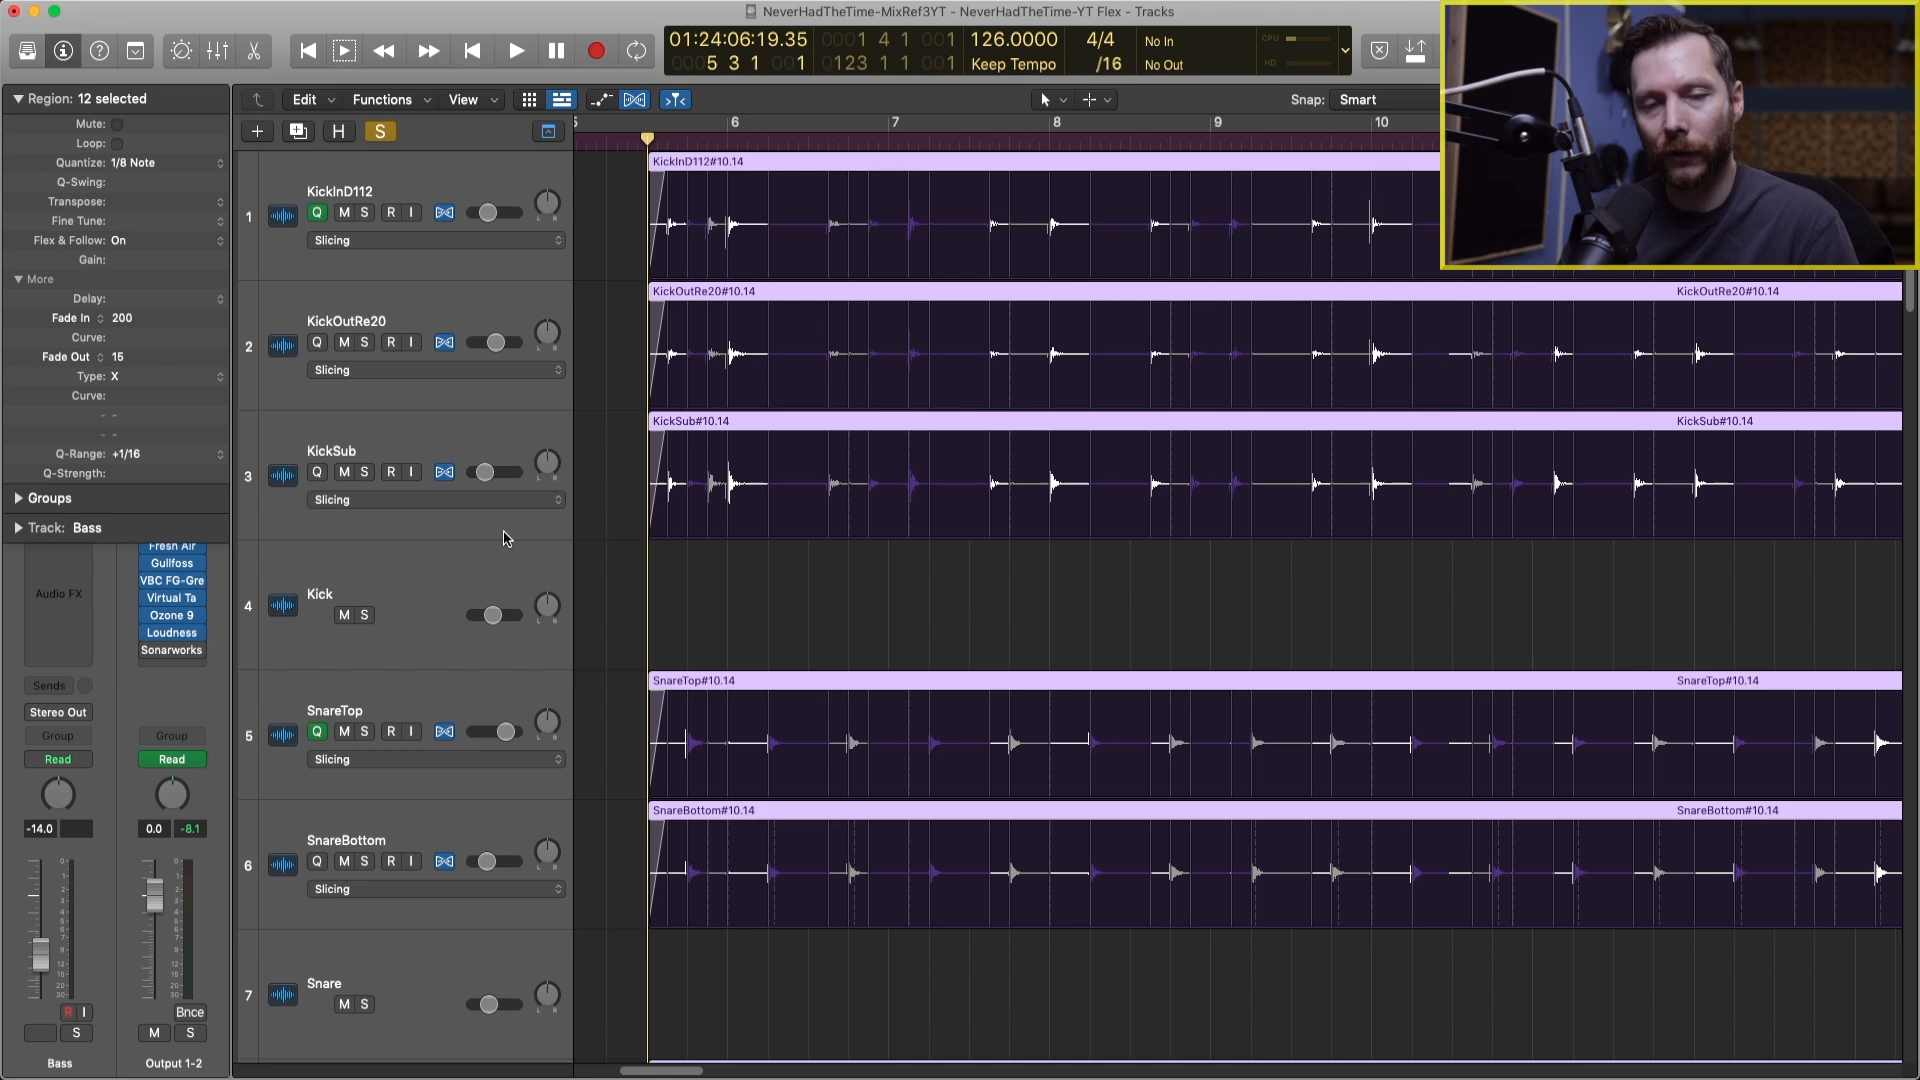 NeverHadTheTime-MixRef3YT - NeverHadTheTime-YT Flex - Tracks
01:24:06:19.35
0001 4 1 001
126.0000
4/4
No In
CPU
0005 3 1 001
0123 1 1 001
Keep Tempo
/16
No Out
HD
Region: 12 selected
Edit
Functions
View
Snap: Smart
Mute:
Loop:
Quantize: 1/8 Note
Q-Swing:
Transpose:
Fine Tune:
Flex & Follow: On
Gain:
More
Delay:
Fade In 200
Curve:
Fade Out 15
Type: X
Curve:
- -
- -
Q-Range: +1/16
Q-Strength:
Groups
Track: Bass
Audio FX
Fresh Air
Gullfoss
VBC FG-Gre
Virtual Ta
Ozone 9
Loudness
Sonarworks
Sends
Stereo Out
Group
Group
Read
Read
-14.0
0.0 -8.1
R I
Bnce
S
M S
Bass
Output 1-2
H
S
5 6 7 8 9 10
1
KickInD112
Q M S R I
L R
Slicing
KickInD112#10.14
2
KickOutRe20
Q M S R I
L R
Slicing
KickOutRe20#10.14
KickOutRe20#10.14
3
KickSub
Q M S R I
L R
Slicing
KickSub#10.14
KickSub#10.14
4
Kick
M S
L R
5
SnareTop
Q M S R I
L R
Slicing
SnareTop#10.14
SnareTop#10.14
6
SnareBottom
Q M S R I
L R
Slicing
SnareBottom#10.14
SnareBottom#10.14
7
Snare
M S
L R